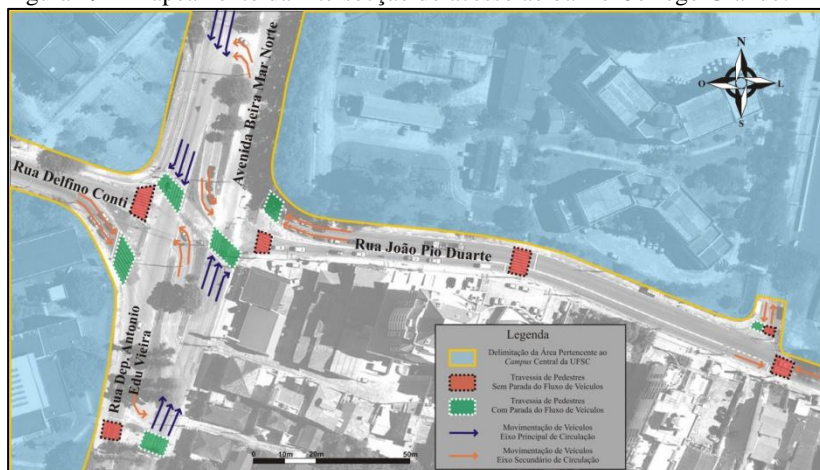 N
O
L
S
Avenida Beira Mar Norte
Rua Delfino Conti
Rua João Pio Duarte
Rua Dep. Antonio
Edu Vieira
Legenda
Delimitação da Área Pertencente ao
Campus Central da UFSC
Travessia de Pedestres
Sem Parada do Fluxo de Veículos
Travessia de Pedestres
Com Parada do Fluxo de Veículos
Movimentação de Veículos
Eixo Principal de Circulação
Movimentação de Veículos
Eixo Secundário de Circulação
0 10m 20m 50m